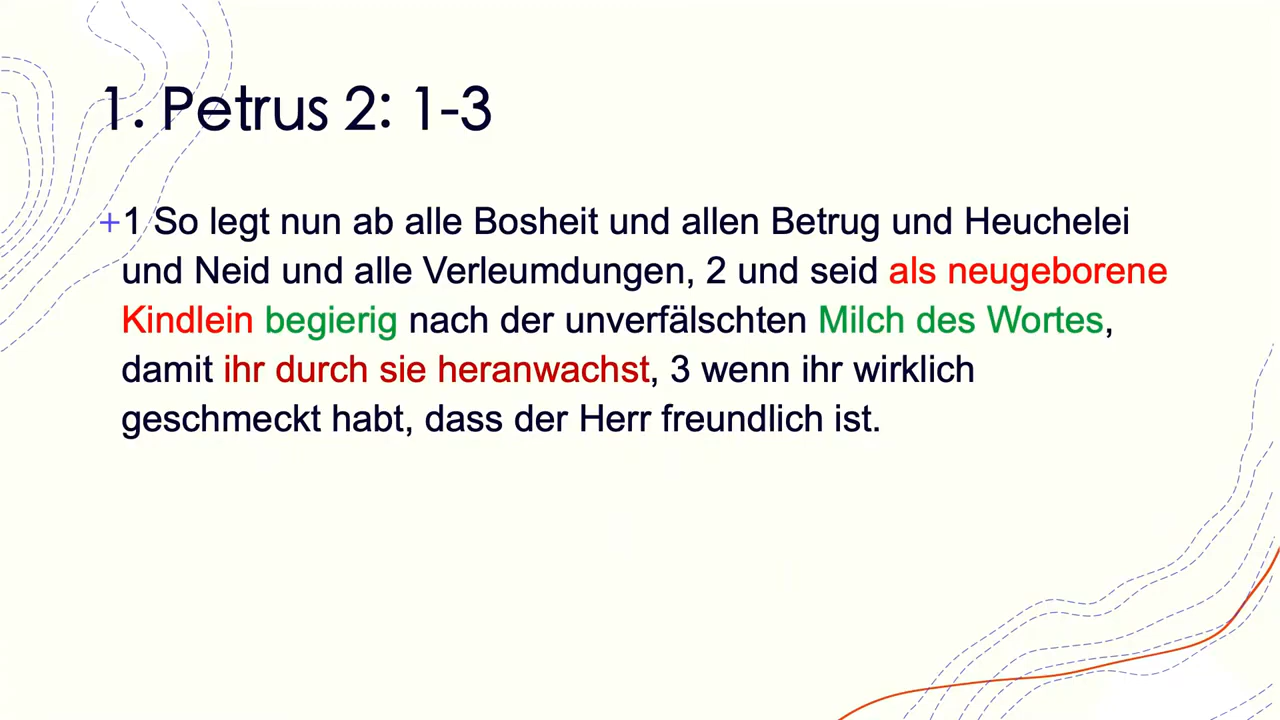 1. Petrus 2: 1-3
+1 So legt nun ab alle Bosheit und allen Betrug und Heuchelei
und Neid und alle Verleumdungen, 2 und seid als neugeborene
Kindlein begierig nach der unverfälschten Milch des Wortes,
damit ihr durch sie heranwachst, 3 wenn ihr wirklich
geschmeckt habt, dass der Herr freundlich ist.